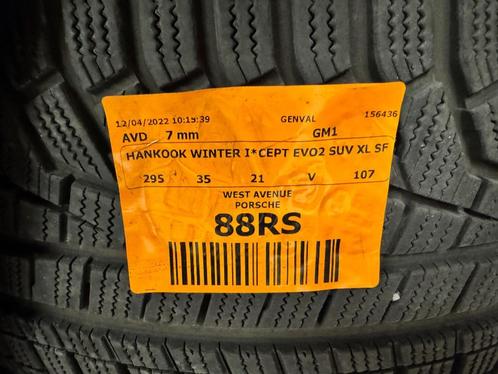 12/04/2022 10:15:39 GENVAL 156436
AVD 7 mm GM1
HANKOOK WINTER I*CEPT EVO2 SUV XL SF
295 35 21 V 107
WEST AVENUE
PORSCHE
88RS